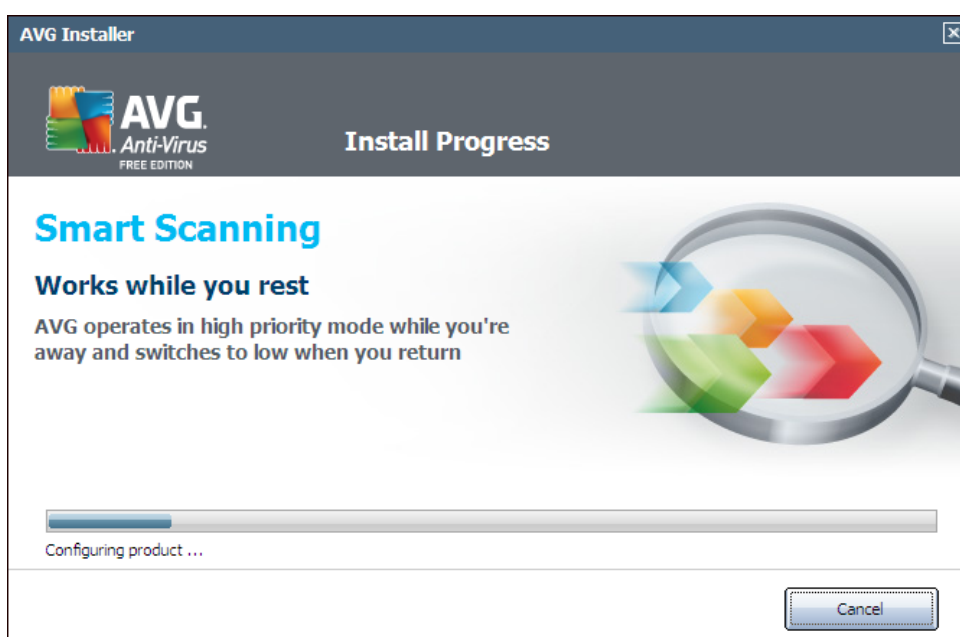 AVG Installer
AVG.
Anti-Virus
FREE EDITION
Install Progress
Smart Scanning
Works while you rest
AVG operates in high priority mode while you're
away and switches to low when you return
Configuring product ...
Cancel